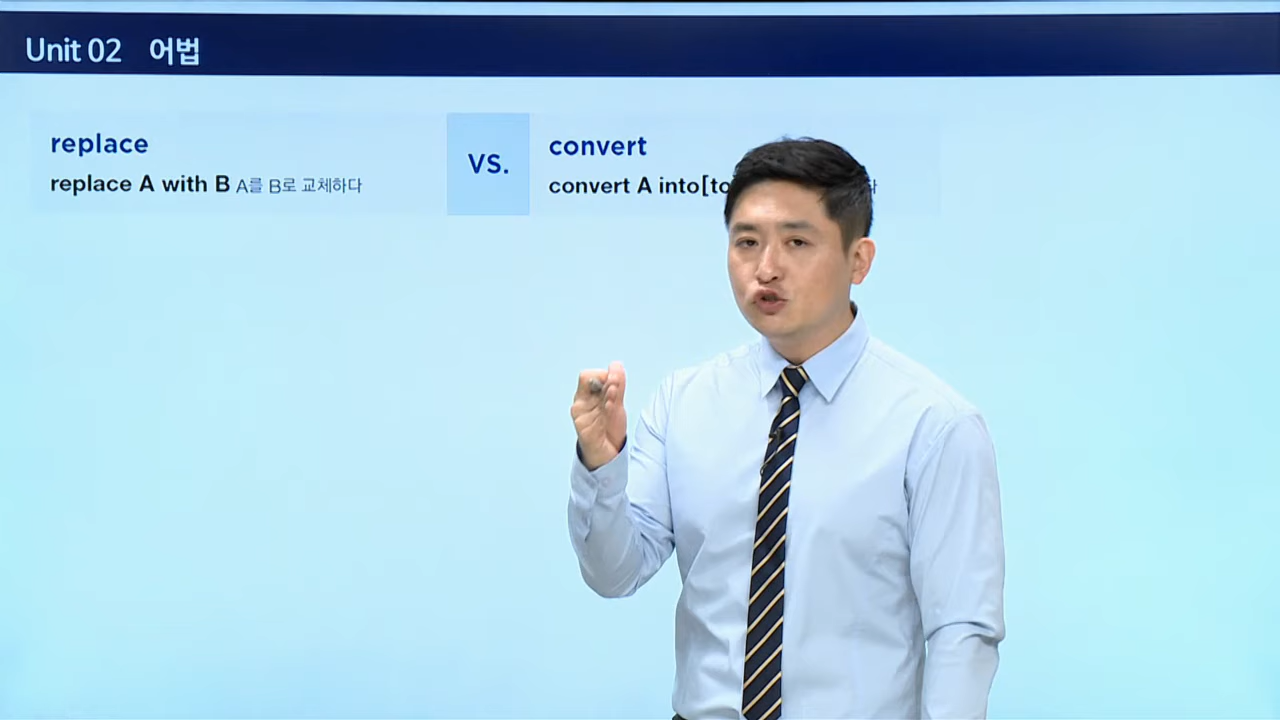 Unit 02 어법
replace
replace A with B A를 B로 교체하다
VS.
convert
convert A into[to